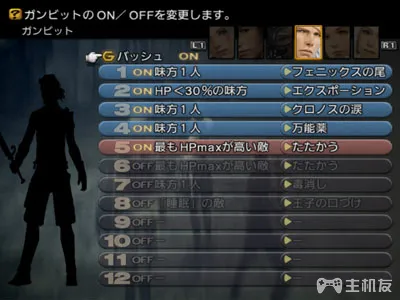 ガンビットのON／OFFを変更します。
ガンビット
L1 R1
G バッシュ ON
1 ON 味方1人 フェニックスの尾
2 ON HP＜30％の味方 エクスポーション
3 ON 味方1人 クロノスの涙
4 ON 味方1人 万能薬
5 ON 最もHPmaxが高い敵 たたかう
6 OFF 最もHPmaxが高い敵 たたかう
7 OFF 味方1人 毒消し
8 OFF 「睡眠」の敵 王子の口づけ
9 OFF － －
10 OFF － －
11 OFF － －
12 OFF － －
主机友